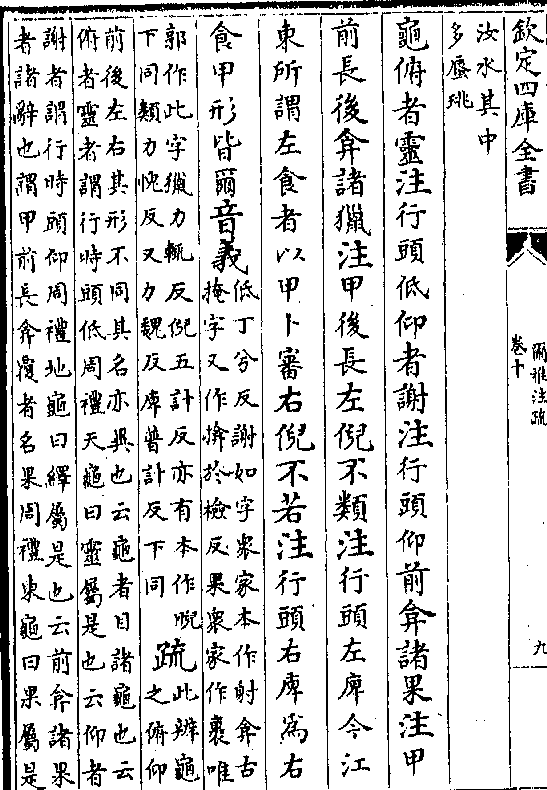 欽定四庫全書
爾雅注疏
卷十
九
汝水其中
多蜃珧
龜俯者靈注行頭低仰者謝注行頭仰前弇諸果注甲
前長後弇諸獵注甲後長左倪不類注行頭左庳今江
東所謂左食者以甲卜審右倪不若注行頭右庳為右
食甲形皆爾音義低丁兮反謝如字衆家本作射弇古
掩字又作揜於檢反果衆家作裹唯
郭作此字獵力輒反倪五計反亦有本作睨
下同類力悅反又力魏反庳普計反下同
疏此辨龜
之俯仰
前後左右其形不同其名亦異也云龜者目諸龜也云
俯者靈者謂行時頭低周禮天龜曰靈屬是也云仰者
謝者謂行時頭仰周禮地龜曰繹屬是也云前弇諸果
者諸辭也謂甲前長弇覆者名果周禮東龜曰果屬是